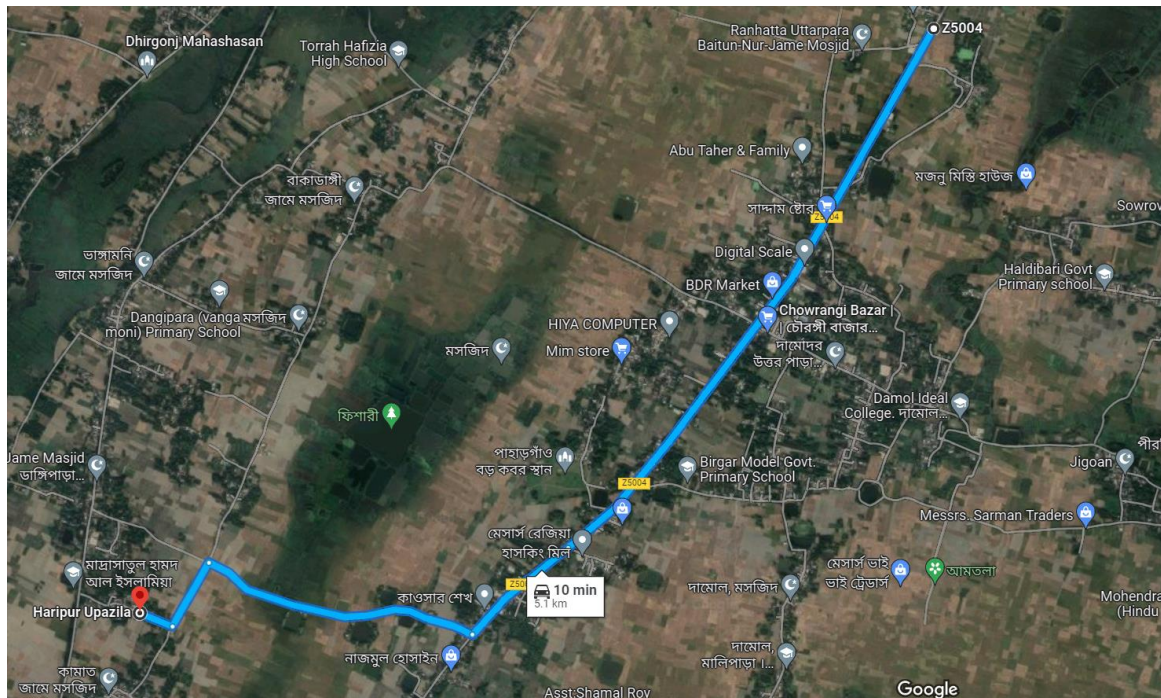 Ranhatta Uttarpara
Baitun-Nur-Jame Mosjid
Z5004
Dhirgonj Mahashasan
Torrah Hafizia
High School
Abu Taher & Family
মজনু মিস্তি হাউজ
বাকাডাঙ্গী
জামে মসজিদ
সাদ্দাম ষ্টোর
Z5004
Sowrov
ভাঙ্গামনি
জামে মসজিদ
Digital Scale
Haldibari Govt
Primary school
BDR Market
Dangipara (vanga
moni) Primary School
মসজিদ
HIYA COMPUTER
Chowrangi Bazar |
| চৌরঙ্গী বাজার...
মসজিদ
Mim store
দামোদর
উত্তর পাড়া...
ফিশারী
Damol Ideal
College. দামোল...
Jame Masjid
ডাঙ্গিপাড়া...
পাহাড়গাঁও
বড় কবর স্থান
Birgar Model Govt.
Primary School
Z5004
Jigoan
Messrs. Sarman Traders
মেসার্স রেজিয়া
হাসকিং মিল
মাদ্রাসাতুল হামদ
আল ইসলামিয়া
Haripur Upazila
কাওসার শেখ
10 min
5.1 km
দামোল, মসজিদ
মেসার্স ভাই
ভাই ট্রেডার্স
আমতলা
Mohendra
(Hindu
নাজমুল হোসাইন
দামোল,
মালিপাড়া ।...
কামাত
জামে মসজিদ
Asst Shamal Roy
Google